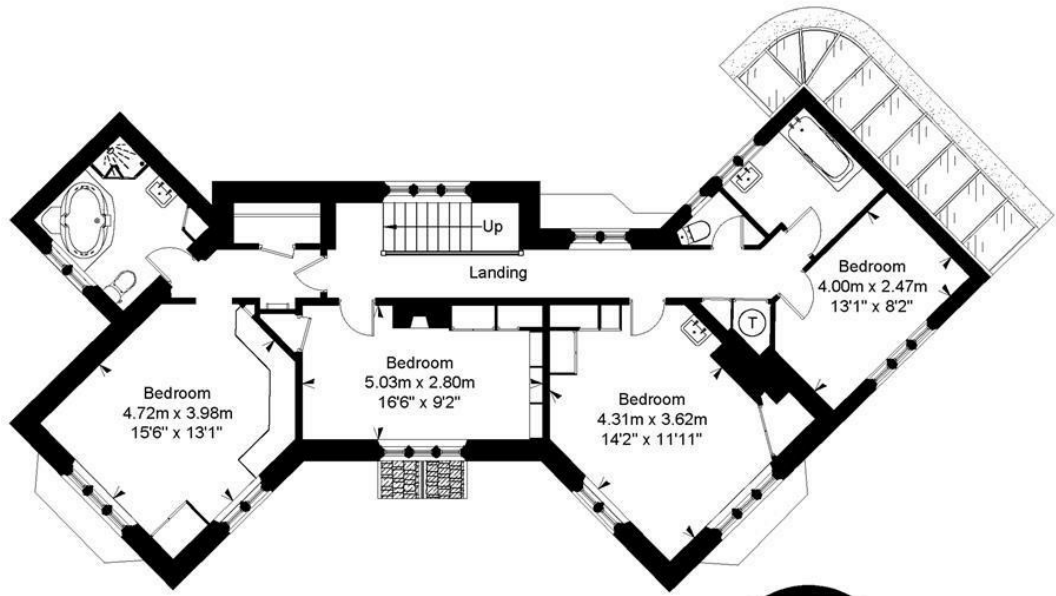 Up
Landing
Bedroom
4.00m x 2.47m
13'1" x 8'2"
T
Bedroom
5.03m x 2.80m
16'6" x 9'2"
Bedroom
4.72m x 3.98m
15'6" x 13'1"
Bedroom
4.31m x 3.62m
14'2" x 11'11"